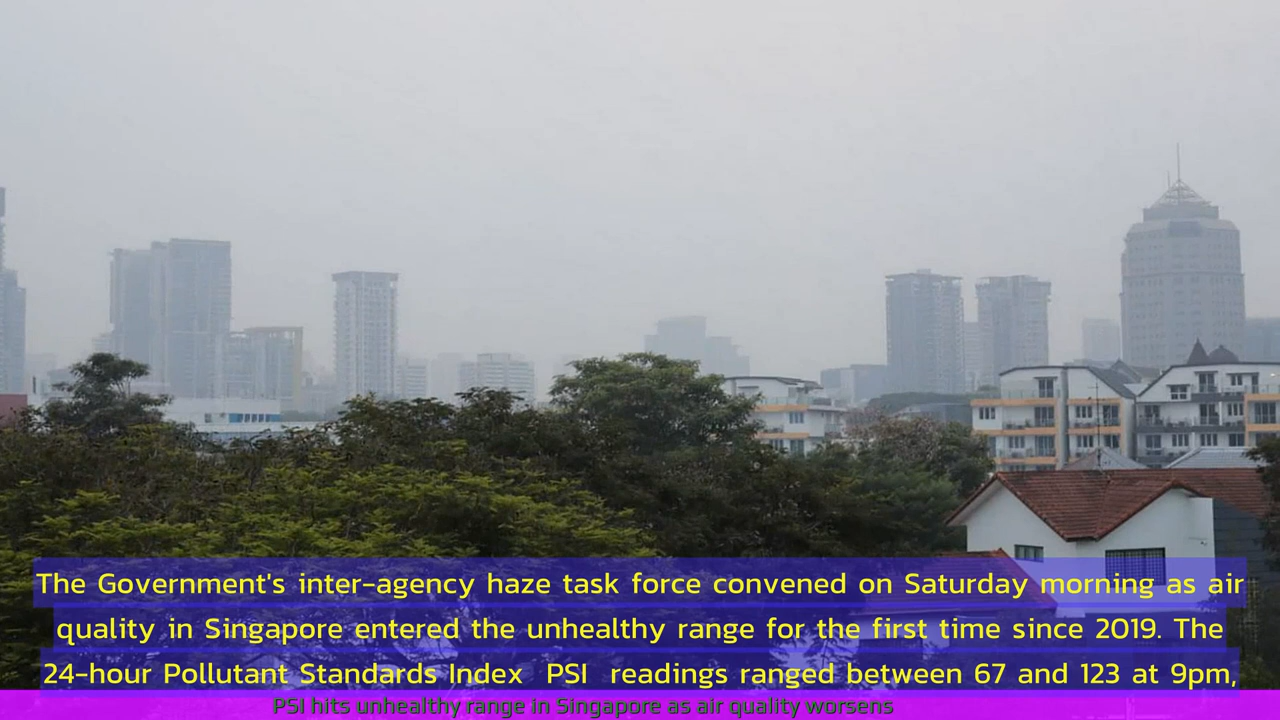 The Government's inter-agency haze task force convened on Saturday morning as air
quality in Singapore entered the unhealthy range for the first time since 2019. The
24-hour Pollutant Standards Index  PSI  readings ranged between 67 and 123 at 9pm,
PSI hits unhealthy range in Singapore as air quality worsens